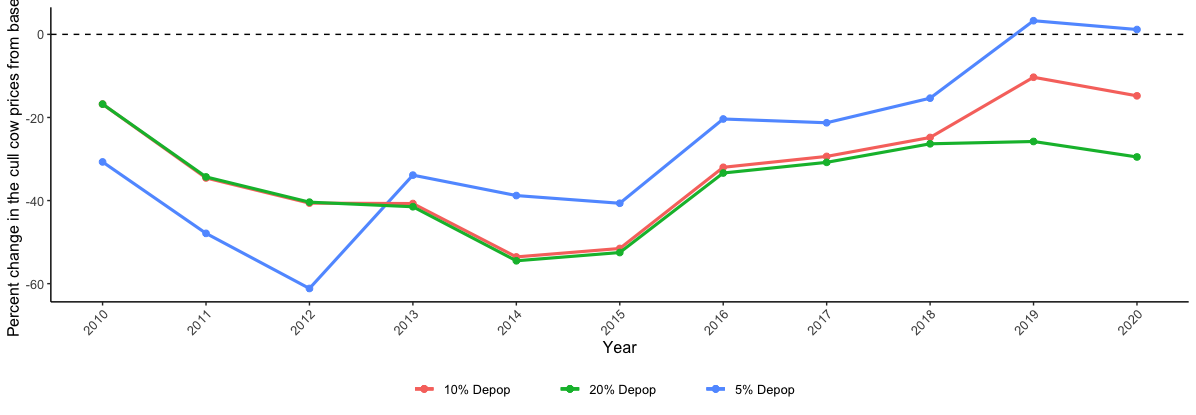 Percent change in the cull cow prices from base
0
-20
-40
-60
2010 2011 2012 2013 2014 2015 2016 2017 2018 2019 2020
Year
10% Depop 20% Depop 5% Depop